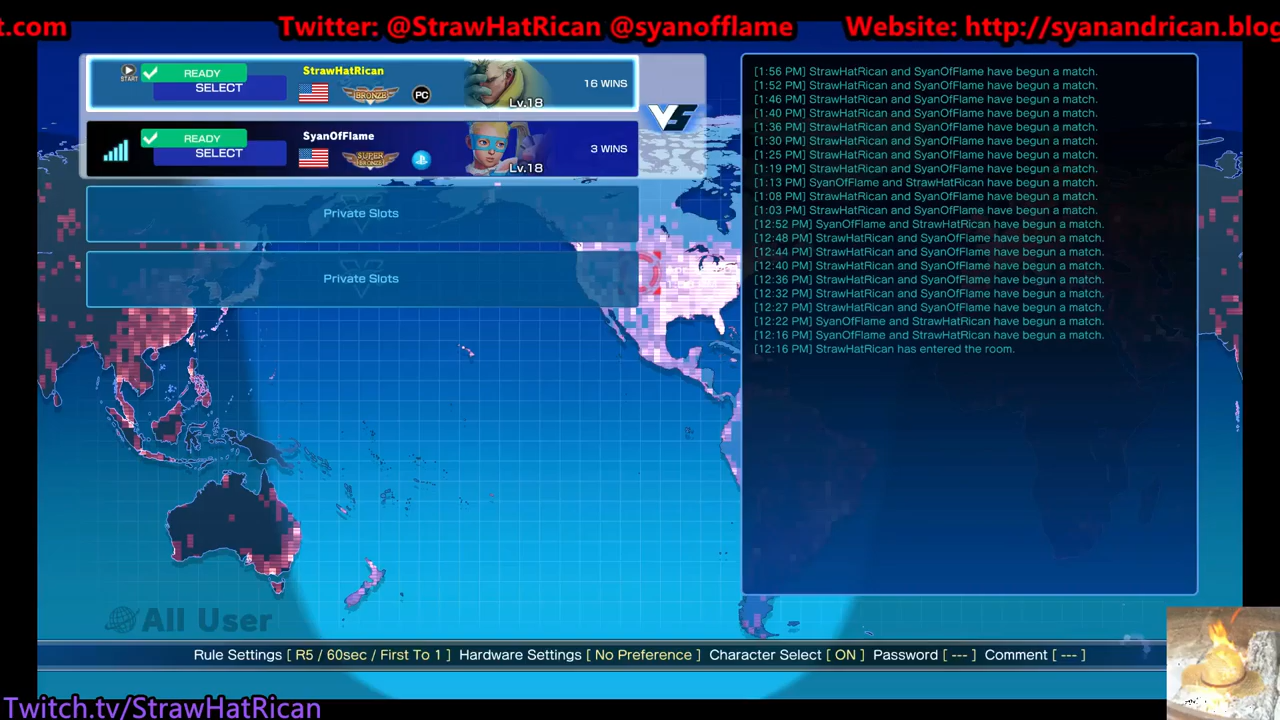 t.com Twitter: @StrawHatRican @syanofflame Website: http://syanandrican.blog
START READY StrawHatRican
SELECT BRONZE PC Lv.18 16 WINS
VS
READY SyanOfFlame
SELECT SUPER BRONZE Lv.18 3 WINS
Private Slots
Private Slots
[1:56 PM] StrawHatRican and SyanOfFlame have begun a match.
[1:52 PM] StrawHatRican and SyanOfFlame have begun a match.
[1:46 PM] StrawHatRican and SyanOfFlame have begun a match.
[1:40 PM] StrawHatRican and SyanOfFlame have begun a match.
[1:36 PM] StrawHatRican and SyanOfFlame have begun a match.
[1:30 PM] StrawHatRican and SyanOfFlame have begun a match.
[1:25 PM] StrawHatRican and SyanOfFlame have begun a match.
[1:19 PM] StrawHatRican and SyanOfFlame have begun a match.
[1:13 PM] SyanOfFlame and StrawHatRican have begun a match.
[1:08 PM] StrawHatRican and SyanOfFlame have begun a match.
[1:03 PM] StrawHatRican and SyanOfFlame have begun a match.
[12:52 PM] SyanOfFlame and StrawHatRican have begun a match.
[12:48 PM] StrawHatRican and SyanOfFlame have begun a match.
[12:44 PM] StrawHatRican and SyanOfFlame have begun a match.
[12:40 PM] StrawHatRican and SyanOfFlame have begun a match.
[12:36 PM] StrawHatRican and SyanOfFlame have begun a match.
[12:32 PM] StrawHatRican and SyanOfFlame have begun a match.
[12:27 PM] StrawHatRican and SyanOfFlame have begun a match.
[12:22 PM] SyanOfFlame and StrawHatRican have begun a match.
[12:16 PM] SyanOfFlame and StrawHatRican have begun a match.
[12:16 PM] StrawHatRican has entered the room.
All User
Rule Settings [ R5 / 60sec / First To 1 ] Hardware Settings [ No Preference ] Character Select [ ON ] Password [ --- ] Comment [ --- ]
Twitch.tv/StrawHatRican